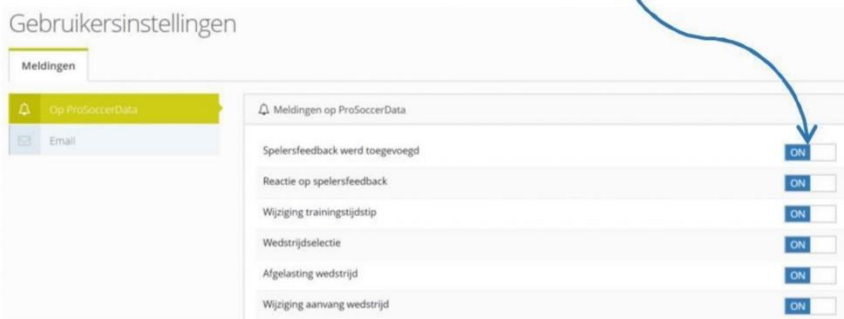 Gebruikersinstellingen
Meldingen
Op ProSoccerData
Email
Meldingen op ProSoccerData
Spelersfeedback werd toegevoegd ON
Reactie op spelersfeedback ON
Wijziging trainingstijdstip ON
Wedstrijdselectie ON
Afgelasting wedstrijd ON
Wijziging aanvang wedstrijd ON